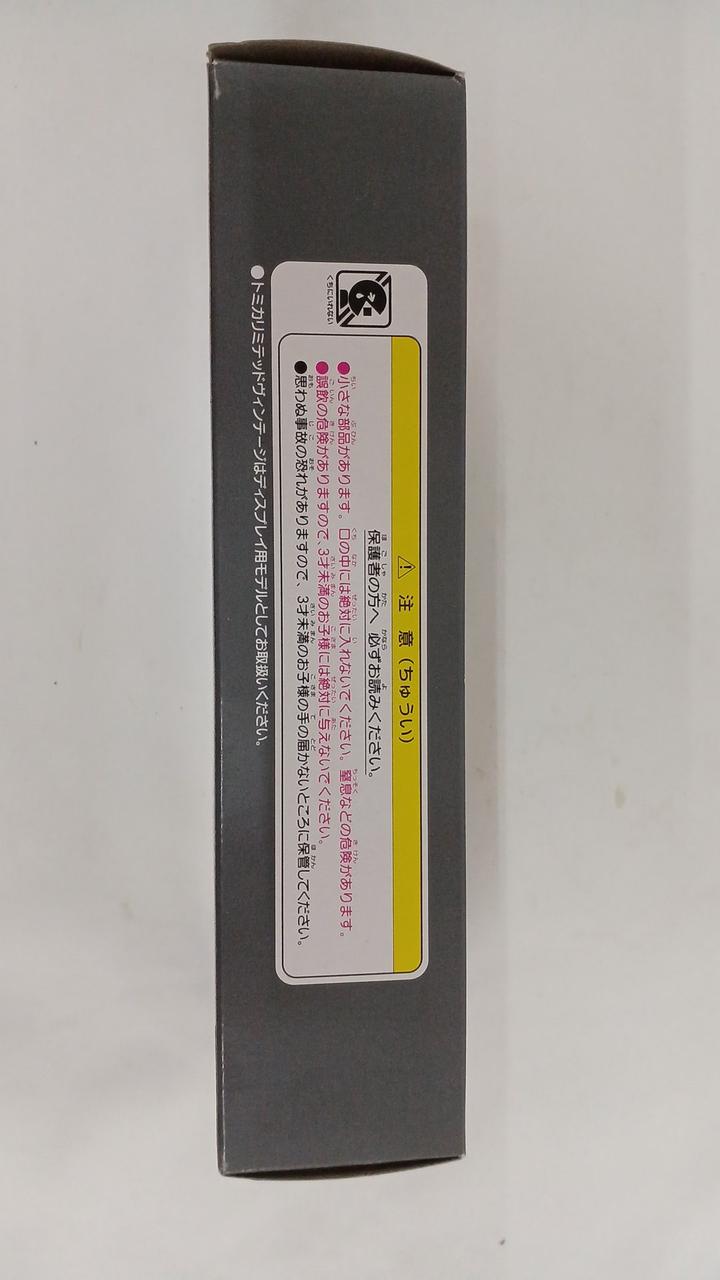 くちにいれない
⚠ 注意(ちゅうい)
保護者の方へ 必ずお読みください。
●小さな部品があります。口の中には絶対に入れないでください。窒息などの危険があります。
●誤飲の危険がありますので、3才未満のお子様には絶対に与えないでください。
●思わぬ事故の恐れがありますので、3才未満のお子様の手の届かないところに保管してください。
●トミカリミテッドヴィンテージはディスプレイ用モデルとしてお取扱いください。